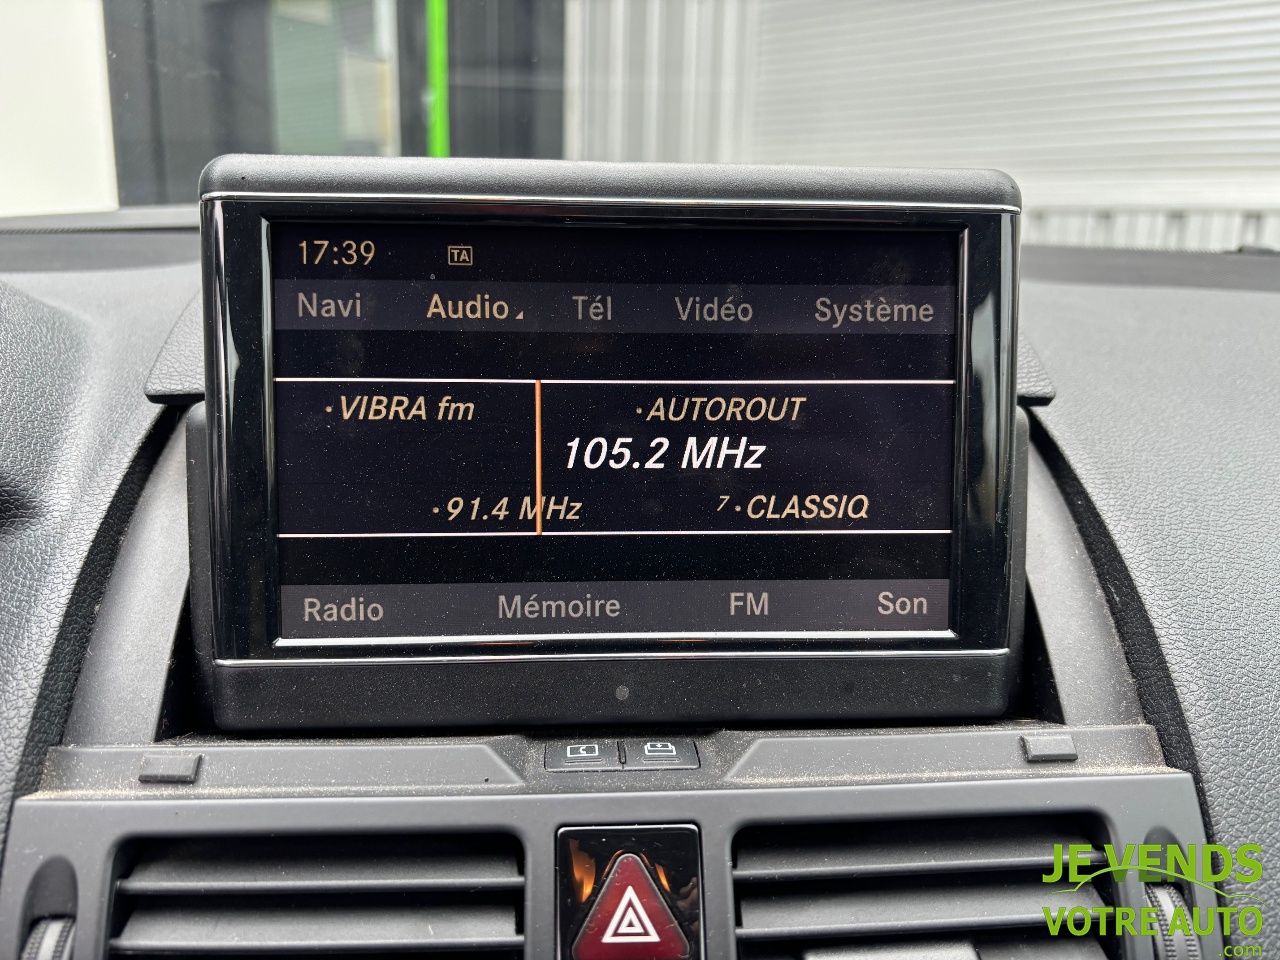 17:39 TA
Navi Audio Tél Vidéo Système
·VIBRA fm ·AUTOROUT
105.2 MHz
·91.4 MHz 7·CLASSIQ
Radio Mémoire FM Son
JE VENDS
VOTRE AUTO
.com